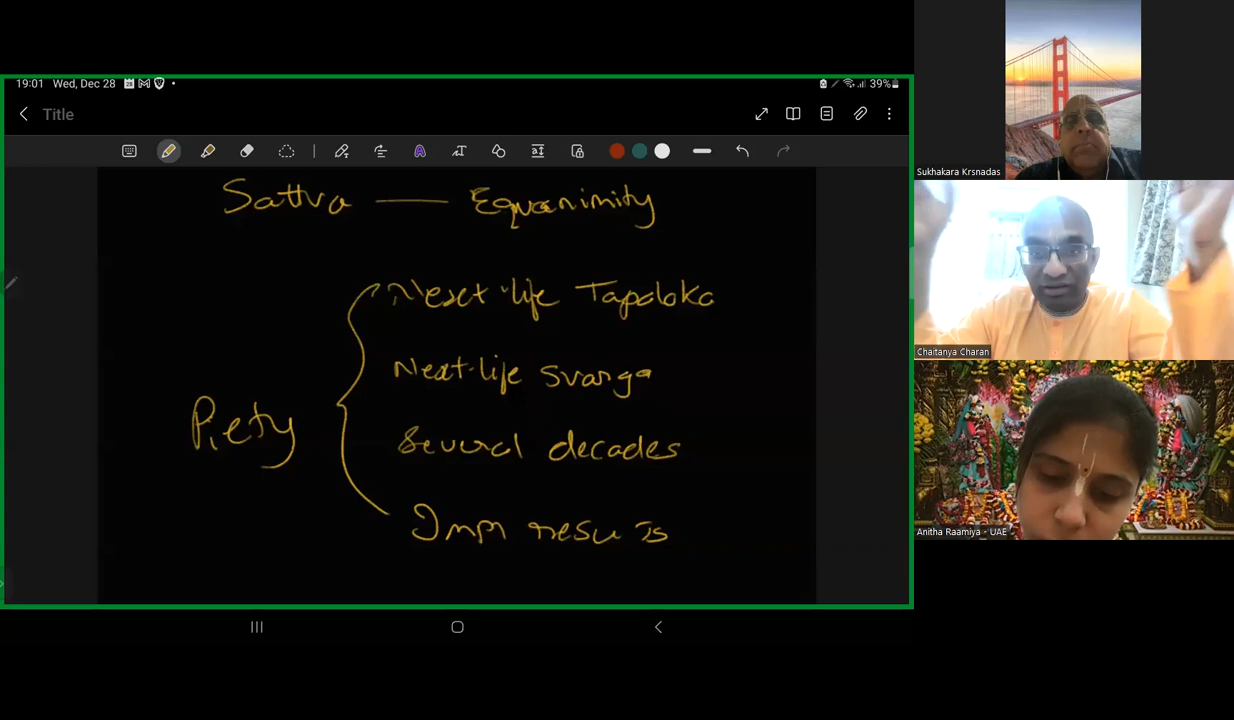 19:01 Wed, Dec 28 39%
Title
Sattva — Equanimity
Next-life Tapoloka
Next-life Svarga
Piety
Several decades
Imm results
Sukhakara Krsnadas
Chaitanya Charan
Anitha Raamiya - UAE